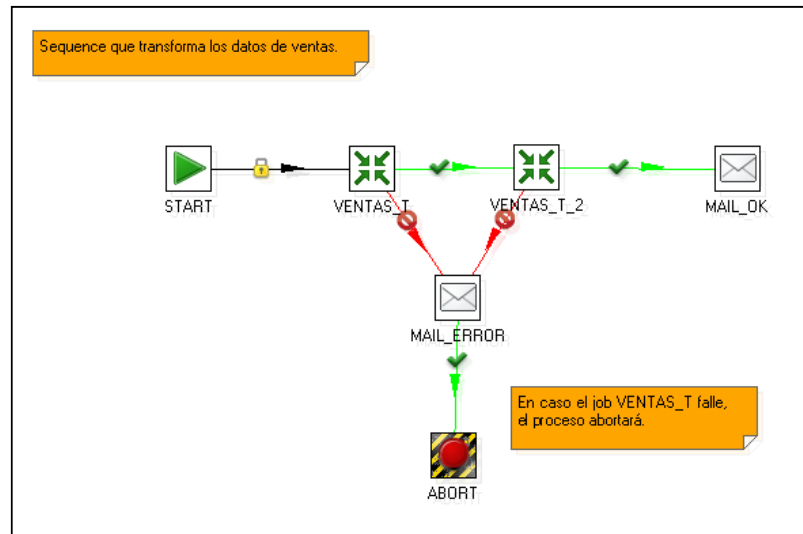 Sequence que transforma los datos de ventas.
START
VENTAS_T
VENTAS_T_2
MAIL_OK
MAIL_ERROR
En caso el job VENTAS_T falle,
el proceso abortará.
ABORT